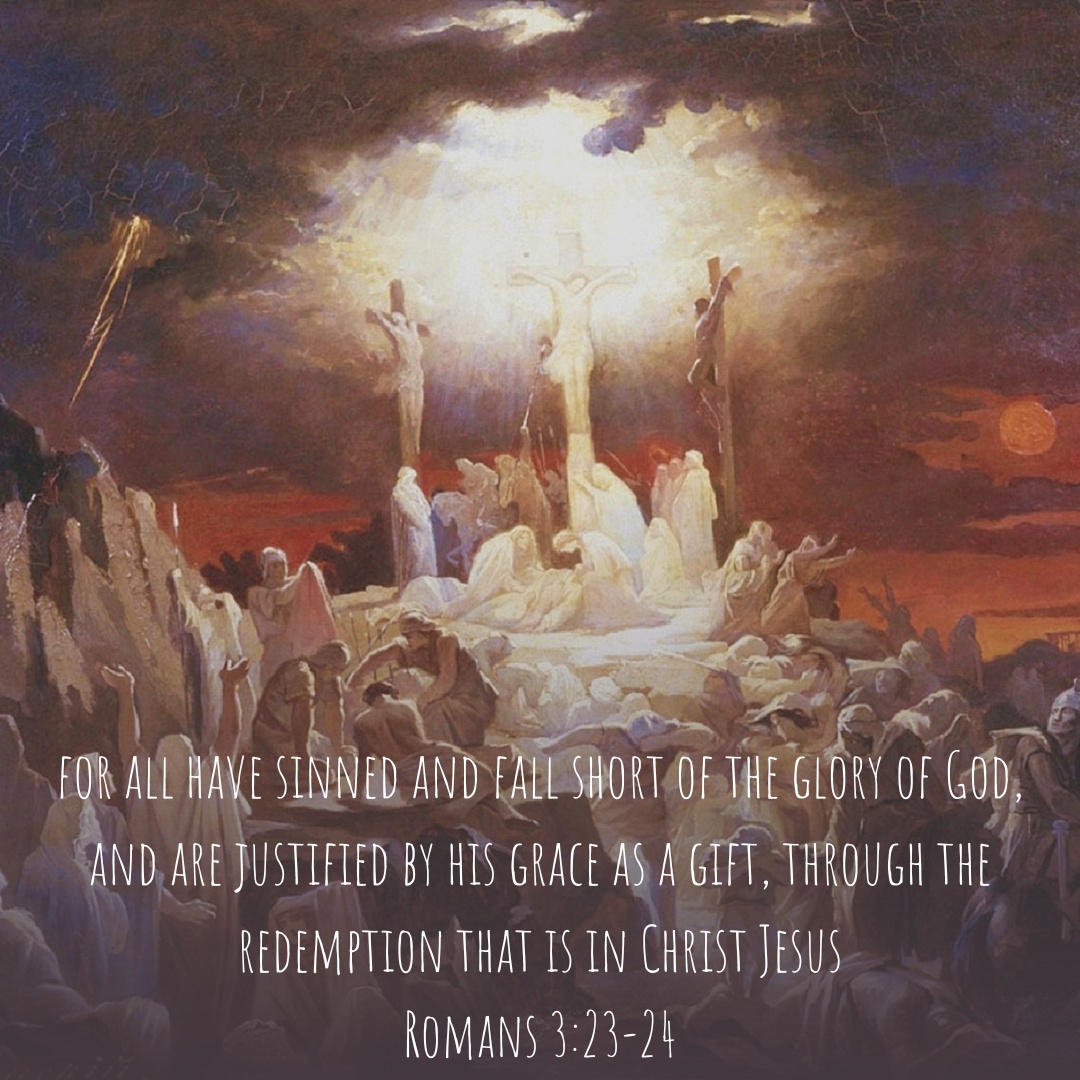 for all have sinned and fall short of the glory of God,
and are justified by his grace as a gift, through the
redemption that is in Christ Jesus
Romans 3:23-24